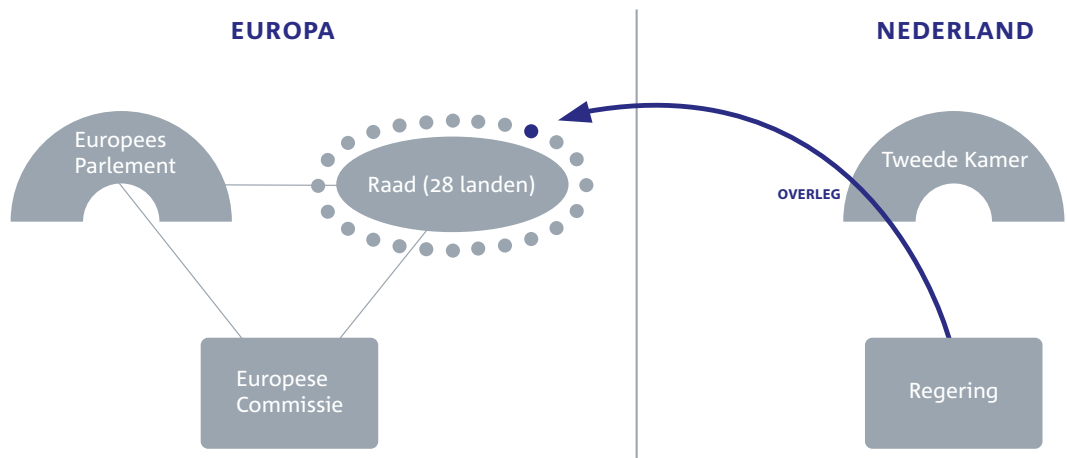 EUROPA
NEDERLAND
Europees
Parlement
Raad (28 landen)
Tweede Kamer
OVERLEG
Europese
Commissie
Regering